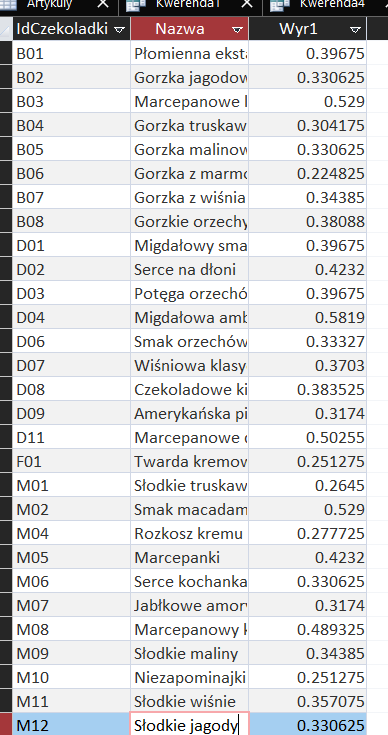 Artykuły Kwerenda1 Kwerenda4
IdCzekoladki Nazwa Wyr1
B01 Płomienna 0.39675
B02 Gorzka jagodow 0.330625
B03 Marcepanowe 0.529
B04 Gorzka truskaw 0.304175
B05 Gorzka malinow 0.330625
B06 Gorzka z marmo 0.224825
B07 Gorzka z wiśnia 0.34385
B08 Gorzkie orzechy 0.38088
D01 Migdałowy sma 0.39675
D02 Serce na dłoni 0.4232
D03 Potęga orzechó 0.39675
D04 Migdałowa amb 0.5819
D06 Smak orzechów 0.33327
D07 Wiśniowa klasy 0.3703
D08 Czekoladowe ki 0.383525
D09 Amerykańska pi 0.3174
D11 Marcepanowe 0.50255
F01 Twarda kremow 0.251275
M01 Słodkie truskaw 0.2645
M02 Smak macadam 0.529
M04 Rozkosz kremu 0.277725
M05 Marcepanki 0.4232
M06 Serce kochanka 0.330625
M07 Jabłkowe amor 0.3174
M08 Marcepanowy 0.489325
M09 Słodkie maliny 0.34385
M10 Niezapominajki 0.251275
M11 Słodkie wiśnie 0.357075
M12 Słodkie jagody 0.330625